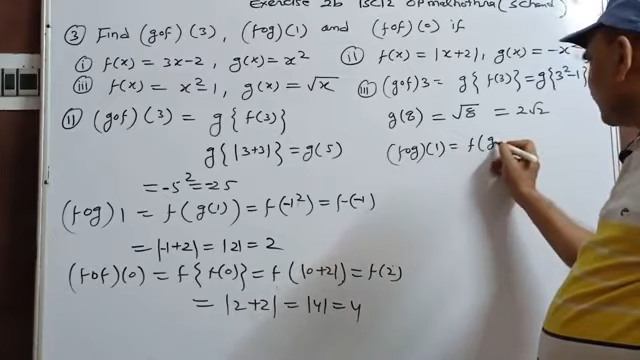 Exercise 2b ISC12 OP malhothra (S chand)
③ Find (gof)(3), (fog)(1) and (fof)(0) if
(i) f(x) = 3x-2, g(x) = x²
(ii) f(x) = |x+2|, g(x) = -x
(iii) f(x) = x²-1, g(x) = √x
(ii) (gof)(3) = g{f(3)}
g{|3+3|} = g(5)
= -5² = 25
(fog)1 = f(g(1)) = f(-1²) = f-(-1)
= |-1+2| = |2| = 2
(fof)(0) = f{f(0)} = f(|0+2|) = f(2)
= |2+2| = |4| = 4
(iii) (gof)3 = g{f(3)} = g{3²-1}
g(8) = √8 = 2√2
(fog)(1) = f(g